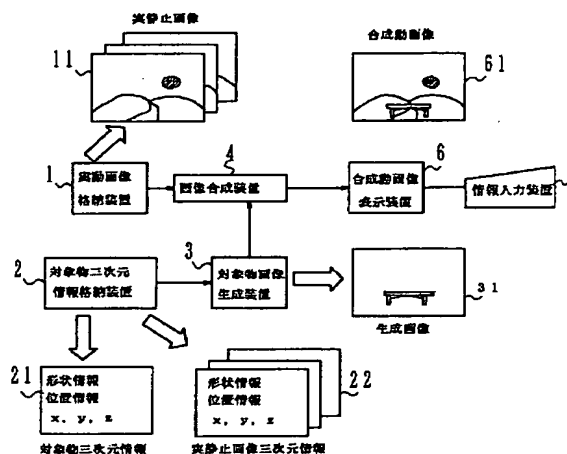 実静止画像
合成動画像
11
61
4
6
1
実動画像
格納装置
画像合成装置
合成動画像
表示装置
情報入力装置
2
対象物三次元
情報格納装置
3
対象物画像
生成装置
31
生成画像
21
形状情報
位置情報
x, y, z
22
形状情報
位置情報
x, y, z
対象物三次元情報
実静止画像三次元情報